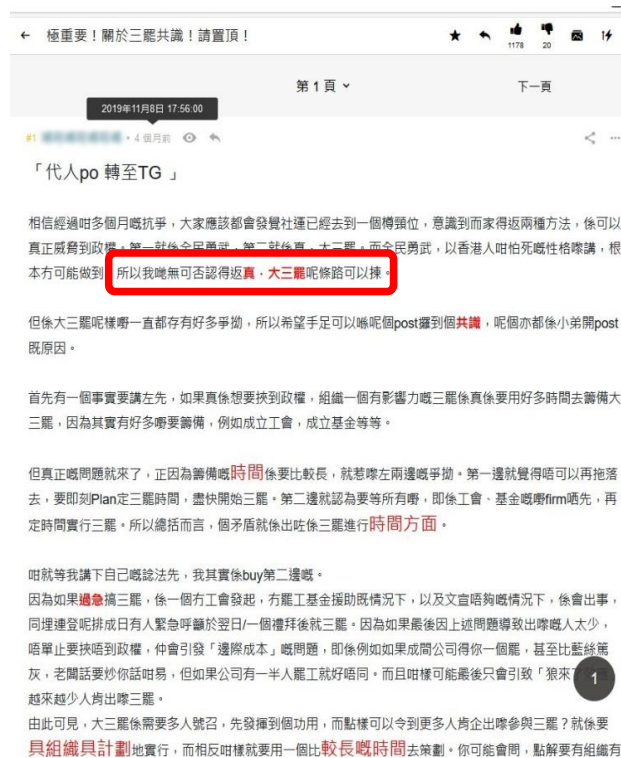 ← 極重要！關於三罷共識！請置頂！
1178 20
第 1 頁
下一頁
2019年11月8日 17:56:00
#1 • 4 個月前
「代人po 轉至TG 」
相信經過咁多個月嘅抗爭，大家應該都會發覺社運已經去到一個樽頸位，意識到而家得返兩種方法，係可以
真正威脅到政權。第一就係全民勇武，第二就係真．大三罷。而全民勇武，以香港人咁怕死嘅性格嚟講，根
本冇可能做到 所以我哋無可否認得返真．大三罷呢條路可以揀。
但係大三罷呢樣嘢一直都存有好多爭拗，所以希望手足可以喺呢個post攞到個共識，呢個亦都係小弟開post
既原因。
首先有一個事實要講左先，如果真係想要挾到政權，組織一個有影響力嘅三罷係真係要用好多時間去籌備大
三罷，因為其實有好多嘢要籌備，例如成立工會，成立基金等等。
但真正嘅問題就來了，正因為籌備嘅時間係要比較長，就惹嚟左兩邊嘅爭拗。第一邊就覺得唔可以再拖落
去，要即刻Plan定三罷時間，盡快開始三罷。第二邊就認為要等所有嘢，即係工會、基金嘅嘢firm哂先，再
定時間實行三罷。所以總括而言，個矛盾就係出咗係三罷進行時間方面。
咁就等我講下自己嘅諗法先，我其實係buy第二邊嘅。
因為如果過急搞三罷，係一個冇工會發起，冇罷工基金援助既情況下，以及文宣唔夠嘅情況下，係會出事，
同埋連登呢排成日有人緊急呼籲於翌日/一個禮拜後就三罷。因為如果最後因上述問題導致出嚟嘅人太少，
唔單止要挾唔到政權，仲會引發「邊際成本」嘅問題，即係例如如果成間公司得你一個罷，甚至比藍絲篤
灰，老闆話要炒你話咁易，但如果公司有一半人罷工就好唔同。而且咁樣可能最後只會引致「狼來了
1
越來越少人肯出嚟三罷。
由此可見，大三罷係需要多人號召，先發揮到個功用，而點樣可以令到更多人肯企出嚟參與三罷？就係要
具組織具計劃地實行，而相反咁樣就要用一個比較長嘅時間去策劃。你可能會問，點解要有組織有